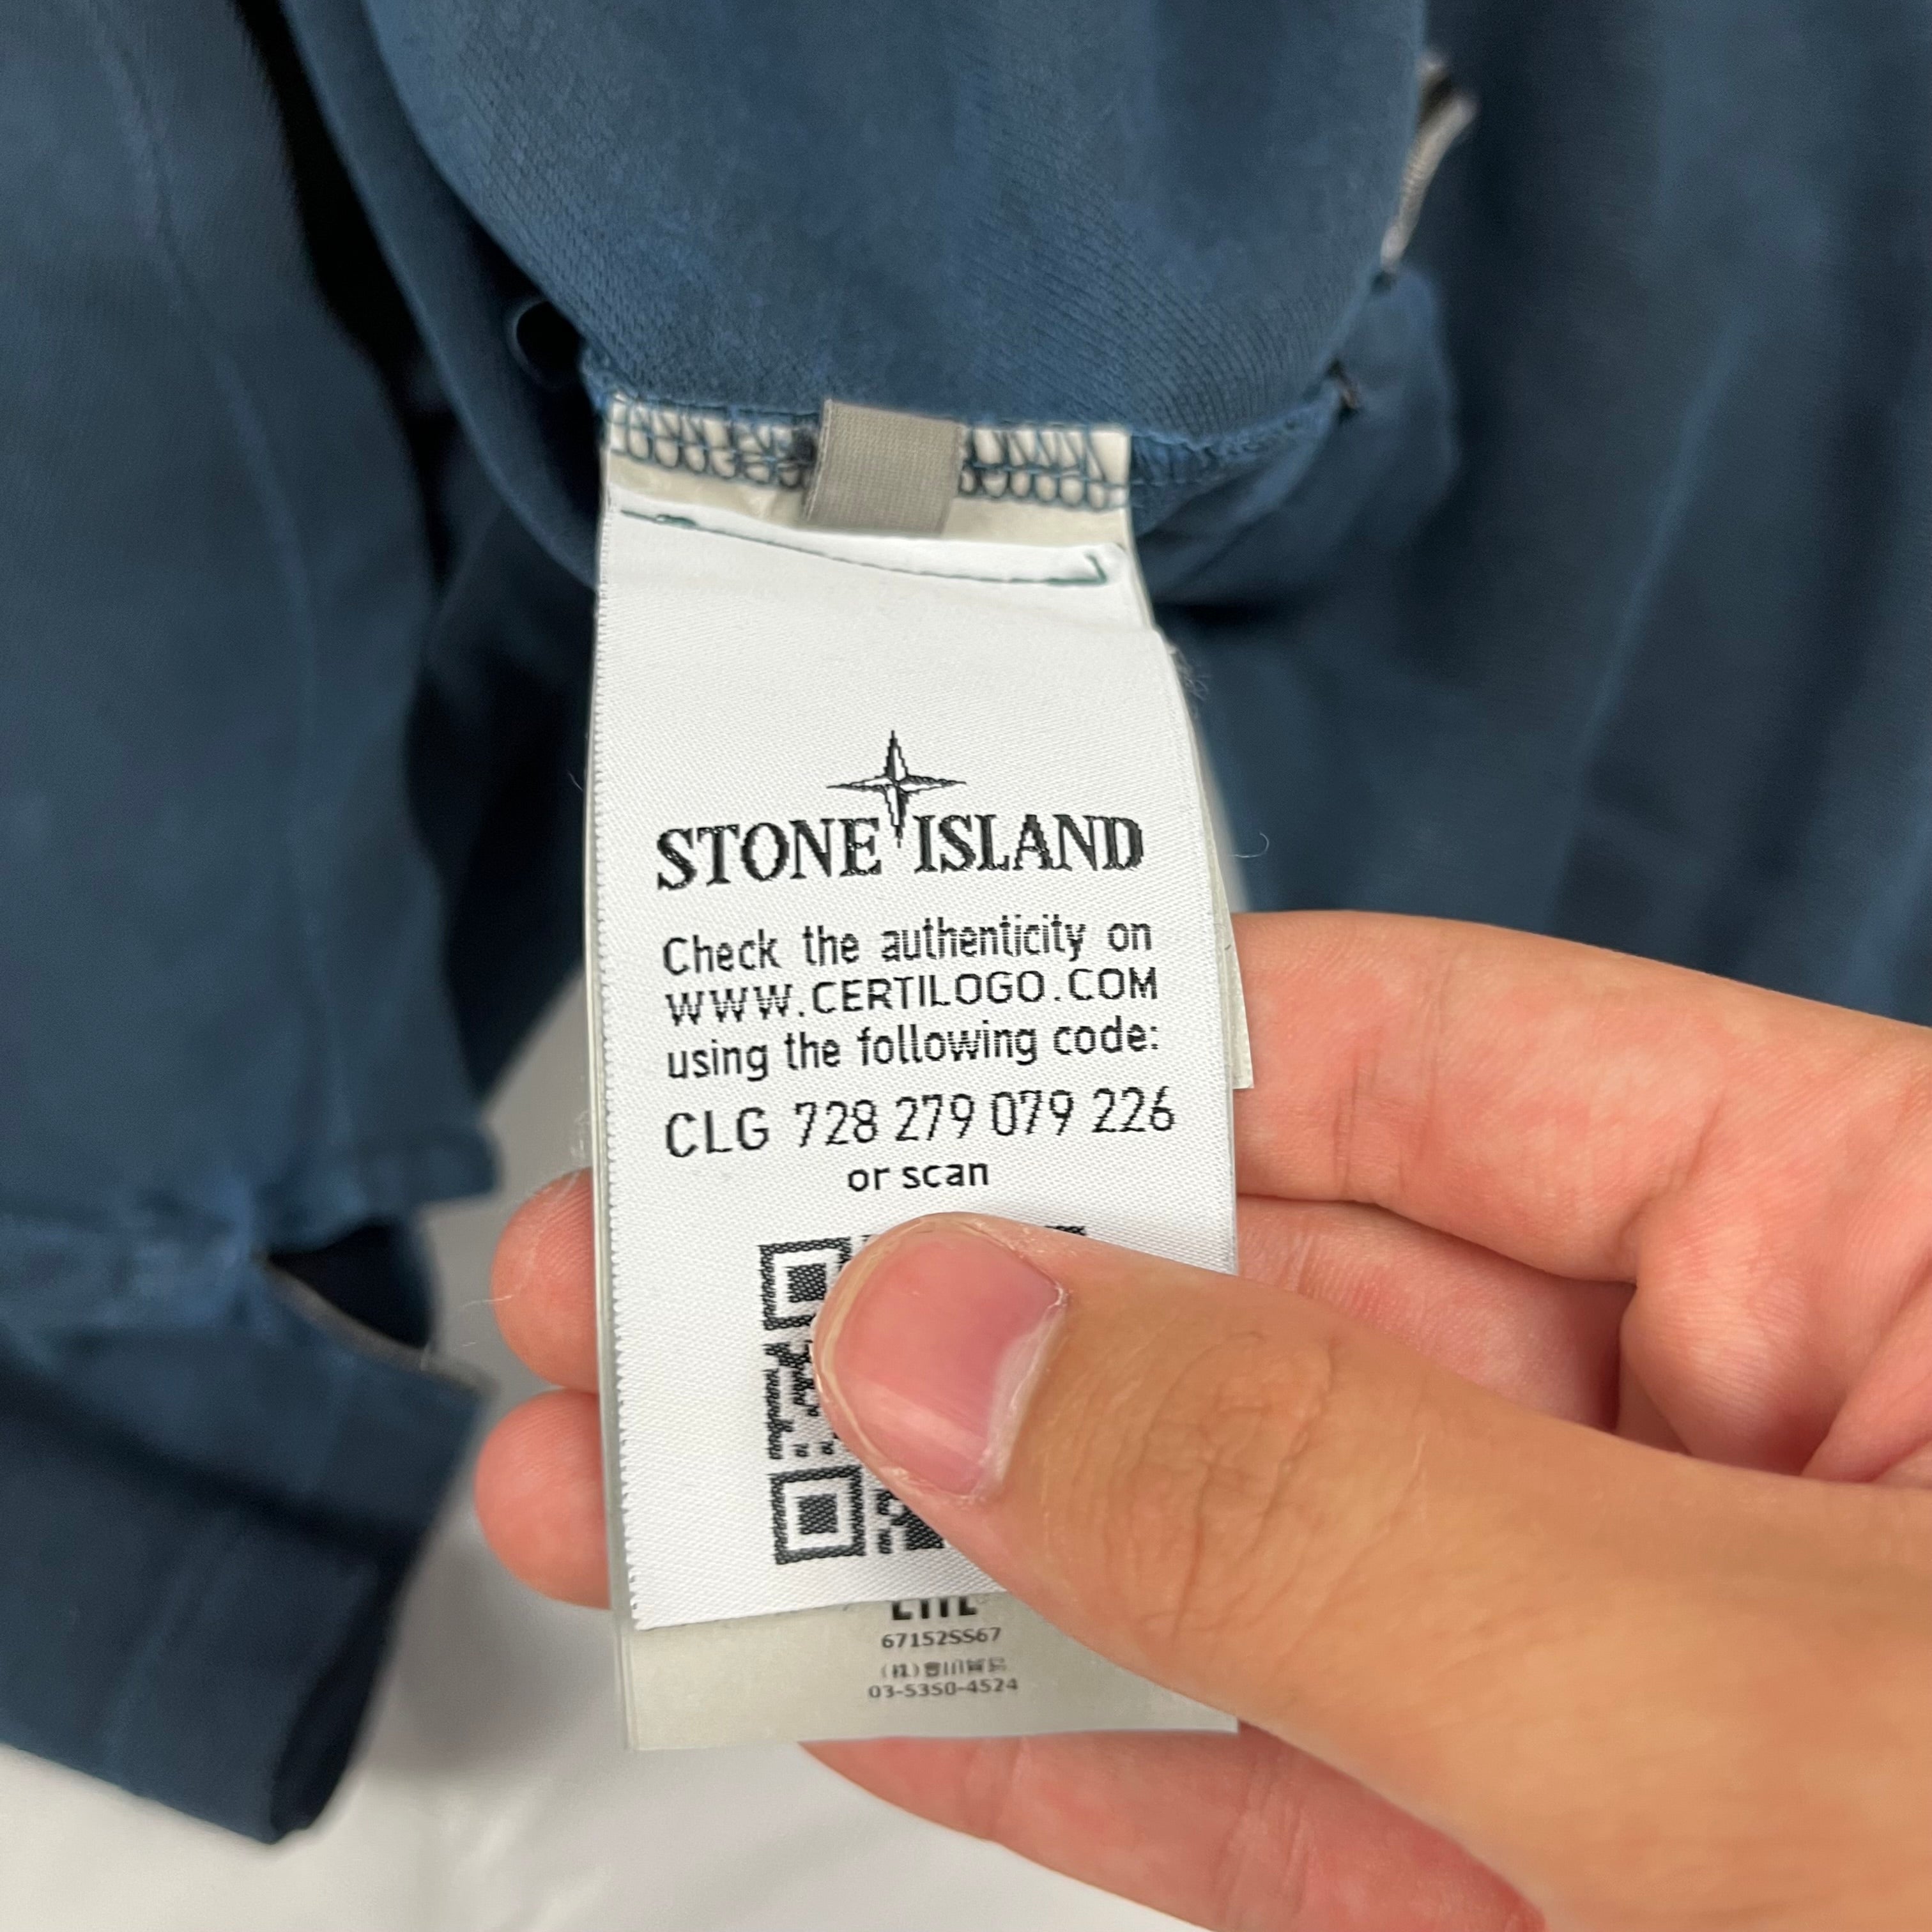 STONE ISLAND
Check the authenticity on
WWW.CERTILOGO.COM
using the following code:
CLG 728 279 079 226
or scan
67152SS67
03-5350-4524